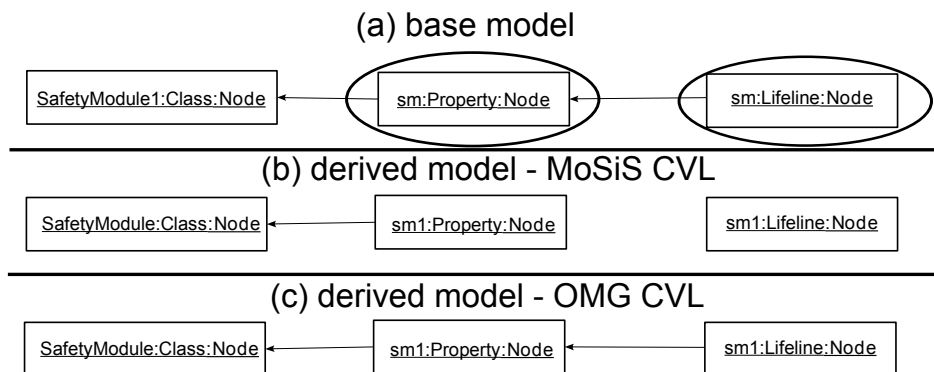 (a) base model
SafetyModule1:Class:Node
sm:Property:Node
sm:Lifeline:Node
(b) derived model - MoSiS CVL
SafetyModule:Class:Node
sm1:Property:Node
sm1:Lifeline:Node
(c) derived model - OMG CVL
SafetyModule:Class:Node
sm1:Property:Node
sm1:Lifeline:Node